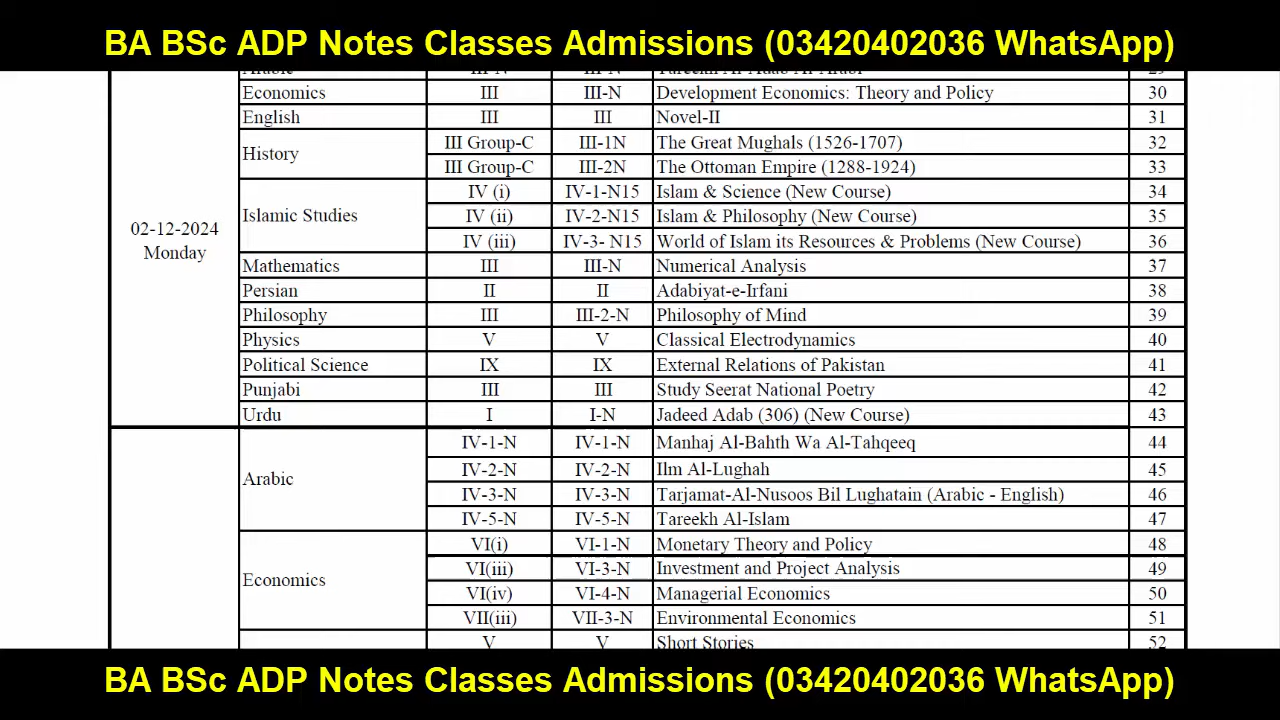 BA BSc ADP Notes Classes Admissions (03420402036 WhatsApp)
Economics III III-N Development Economics: Theory and Policy 30
English III III Novel-II 31
History
III Group-C III-1N The Great Mughals (1526-1707) 32
III Group-C III-2N The Ottoman Empire (1288-1924) 33
Islamic Studies
IV (i) IV-1-N15 Islam & Science (New Course) 34
IV (ii) IV-2-N15 Islam & Philosophy (New Course) 35
IV (iii) IV-3- N15 World of Islam its Resources & Problems (New Course) 36
02-12-2024
Monday
Mathematics III III-N Numerical Analysis 37
Persian II II Adabiyat-e-Irfani 38
Philosophy III III-2-N Philosophy of Mind 39
Physics V V Classical Electrodynamics 40
Political Science IX IX External Relations of Pakistan 41
Punjabi III III Study Seerat National Poetry 42
Urdu I I-N Jadeed Adab (306) (New Course) 43
Arabic
IV-1-N IV-1-N Manhaj Al-Bahth Wa Al-Tahqeeq 44
IV-2-N IV-2-N Ilm Al-Lughah 45
IV-3-N IV-3-N Tarjamat-Al-Nusoos Bil Lughatain (Arabic - English) 46
IV-5-N IV-5-N Tareekh Al-Islam 47
Economics
VI(i) VI-1-N Monetary Theory and Policy 48
VI(iii) VI-3-N Investment and Project Analysis 49
VI(iv) VI-4-N Managerial Economics 50
VII(iii) VII-3-N Environmental Economics 51
V V Short Stories 52
BA BSc ADP Notes Classes Admissions (03420402036 WhatsApp)